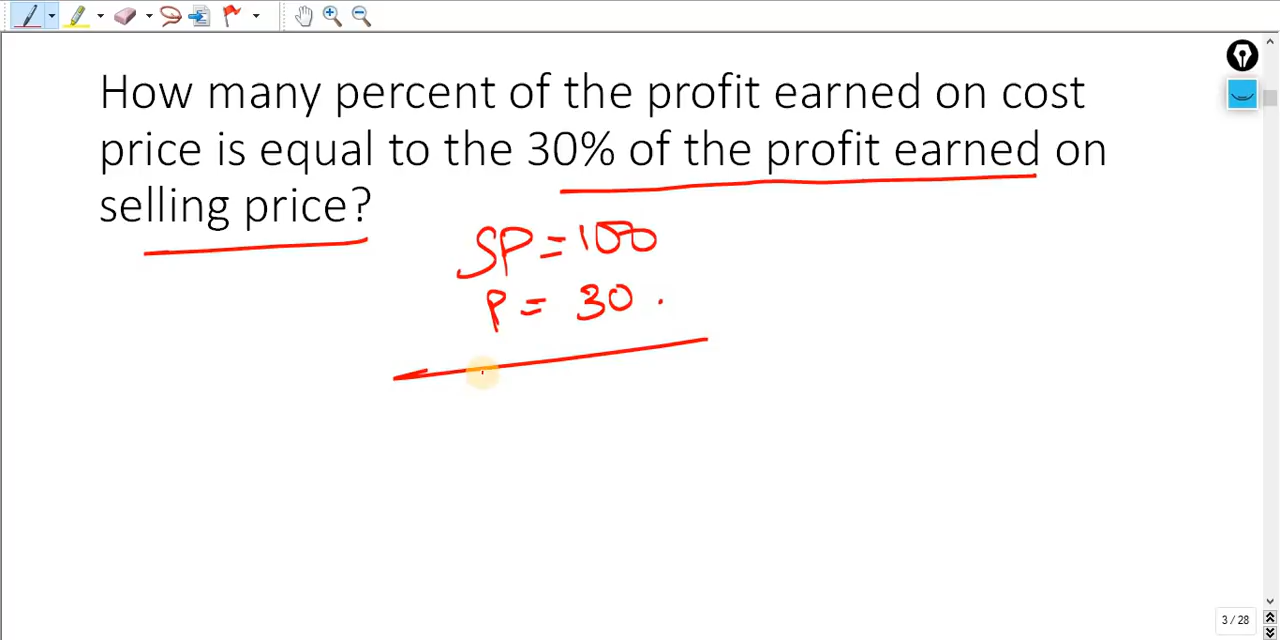 How many percent of the profit earned on cost
price is equal to the 30% of the profit earned on
selling price?
SP = 100
P = 30 .
3 / 28